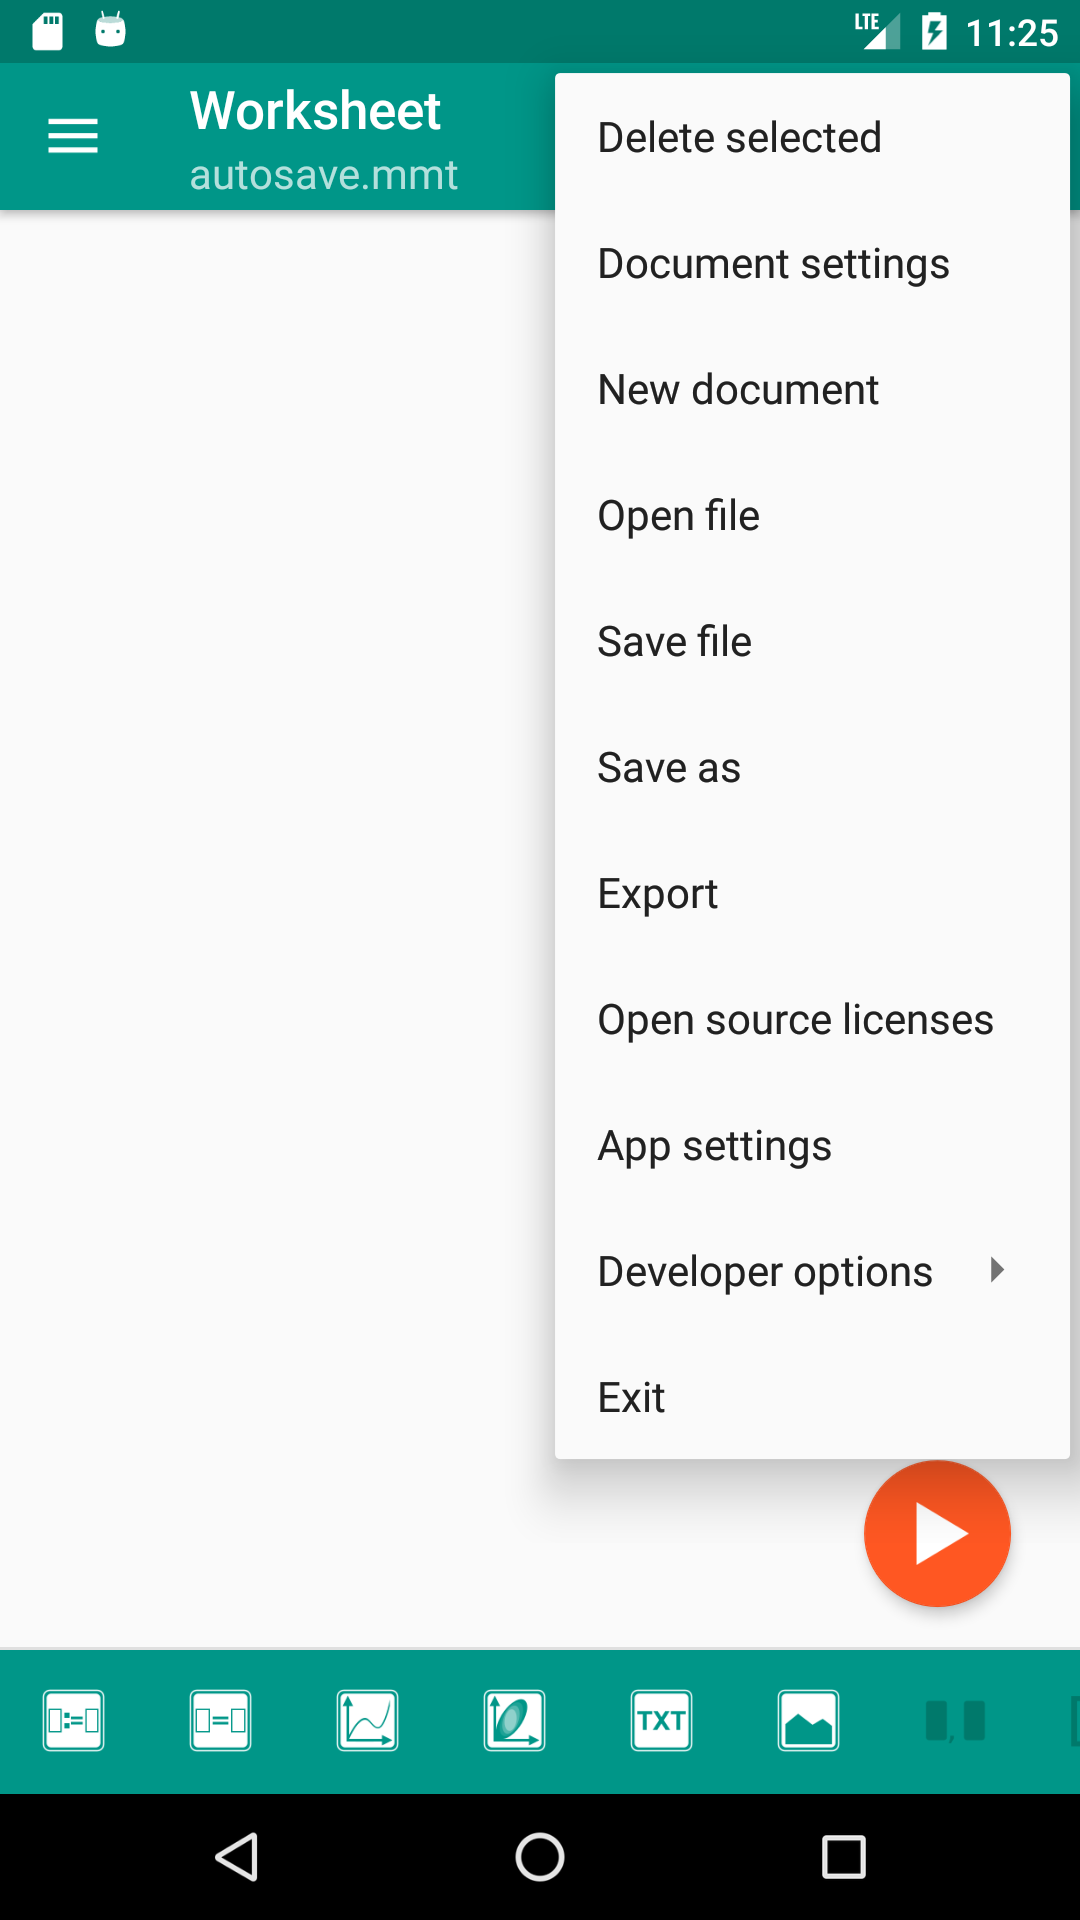 LTE 11:25
Worksheet
autosave.mmt
Delete selected
Document settings
New document
Open file
Save file
Save as
Export
Open source licenses
App settings
Developer options
Exit
:=
=
TXT
,